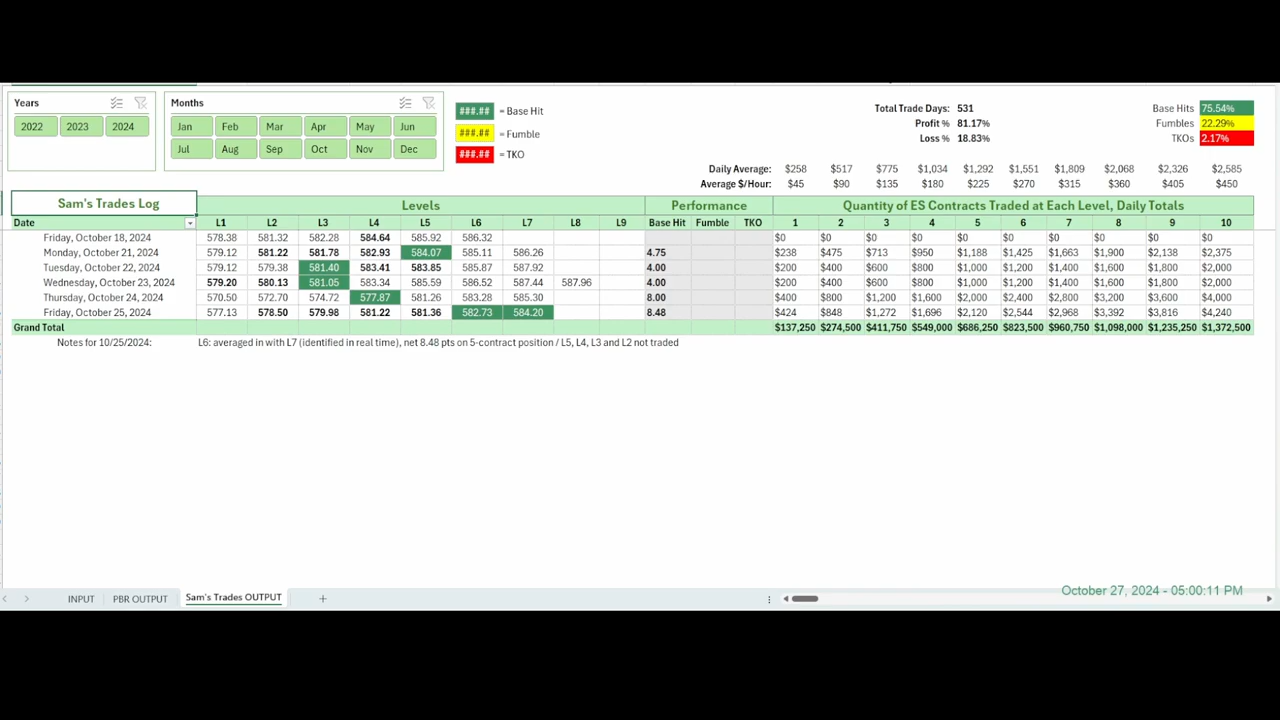 Years
2022 2023 2024
Months
Jan Feb Mar Apr May Jun
Jul Aug Sep Oct Nov Dec
###.## = Base Hit
###.## = Fumble
###.## = TKO
Total Trade Days: 531
Profit % 81.17%
Loss % 18.83%
Base Hits 75.54%
Fumbles 22.29%
TKOs 2.17%
Daily Average: $258 $517 $775 $1,034 $1,292 $1,551 $1,809 $2,068 $2,326 $2,585
Average $/Hour: $45 $90 $135 $180 $225 $270 $315 $360 $405 $450
Sam's Trades Log Levels Performance Quantity of ES Contracts Traded at Each Level, Daily Totals
Date L1 L2 L3 L4 L5 L6 L7 L8 L9 Base Hit Fumble TKO 1 2 3 4 5 6 7 8 9 10
Friday, October 18, 2024 578.38 581.32 582.28 584.64 585.92 586.32 $0 $0 $0 $0 $0 $0 $0 $0 $0 $0
Monday, October 21, 2024 579.12 581.22 581.78 582.93 584.07 585.11 586.26 4.75 $238 $475 $713 $950 $1,188 $1,425 $1,663 $1,900 $2,138 $2,375
Tuesday, October 22, 2024 579.12 579.38 581.40 583.41 583.85 585.87 587.92 4.00 $200 $400 $600 $800 $1,000 $1,200 $1,400 $1,600 $1,800 $2,000
Wednesday, October 23, 2024 579.20 580.13 581.05 583.34 585.59 586.52 587.44 587.96 4.00 $200 $400 $600 $800 $1,000 $1,200 $1,400 $1,600 $1,800 $2,000
Thursday, October 24, 2024 570.50 572.70 574.72 577.87 581.26 583.28 585.30 8.00 $400 $800 $1,200 $1,600 $2,000 $2,400 $2,800 $3,200 $3,600 $4,000
Friday, October 25, 2024 577.13 578.50 579.98 581.22 581.36 582.73 584.20 8.48 $424 $848 $1,272 $1,696 $2,120 $2,544 $2,968 $3,392 $3,816 $4,240
Grand Total $137,250 $274,500 $411,750 $549,000 $686,250 $823,500 $960,750 $1,098,000 $1,235,250 $1,372,500
Notes for 10/25/2024: L6: averaged in with L7 (identified in real time), net 8.48 pts on 5-contract position / L5, L4, L3 and L2 not traded
October 27, 2024 - 05:00:11 PM
INPUT PBR OUTPUT Sam's Trades OUTPUT +